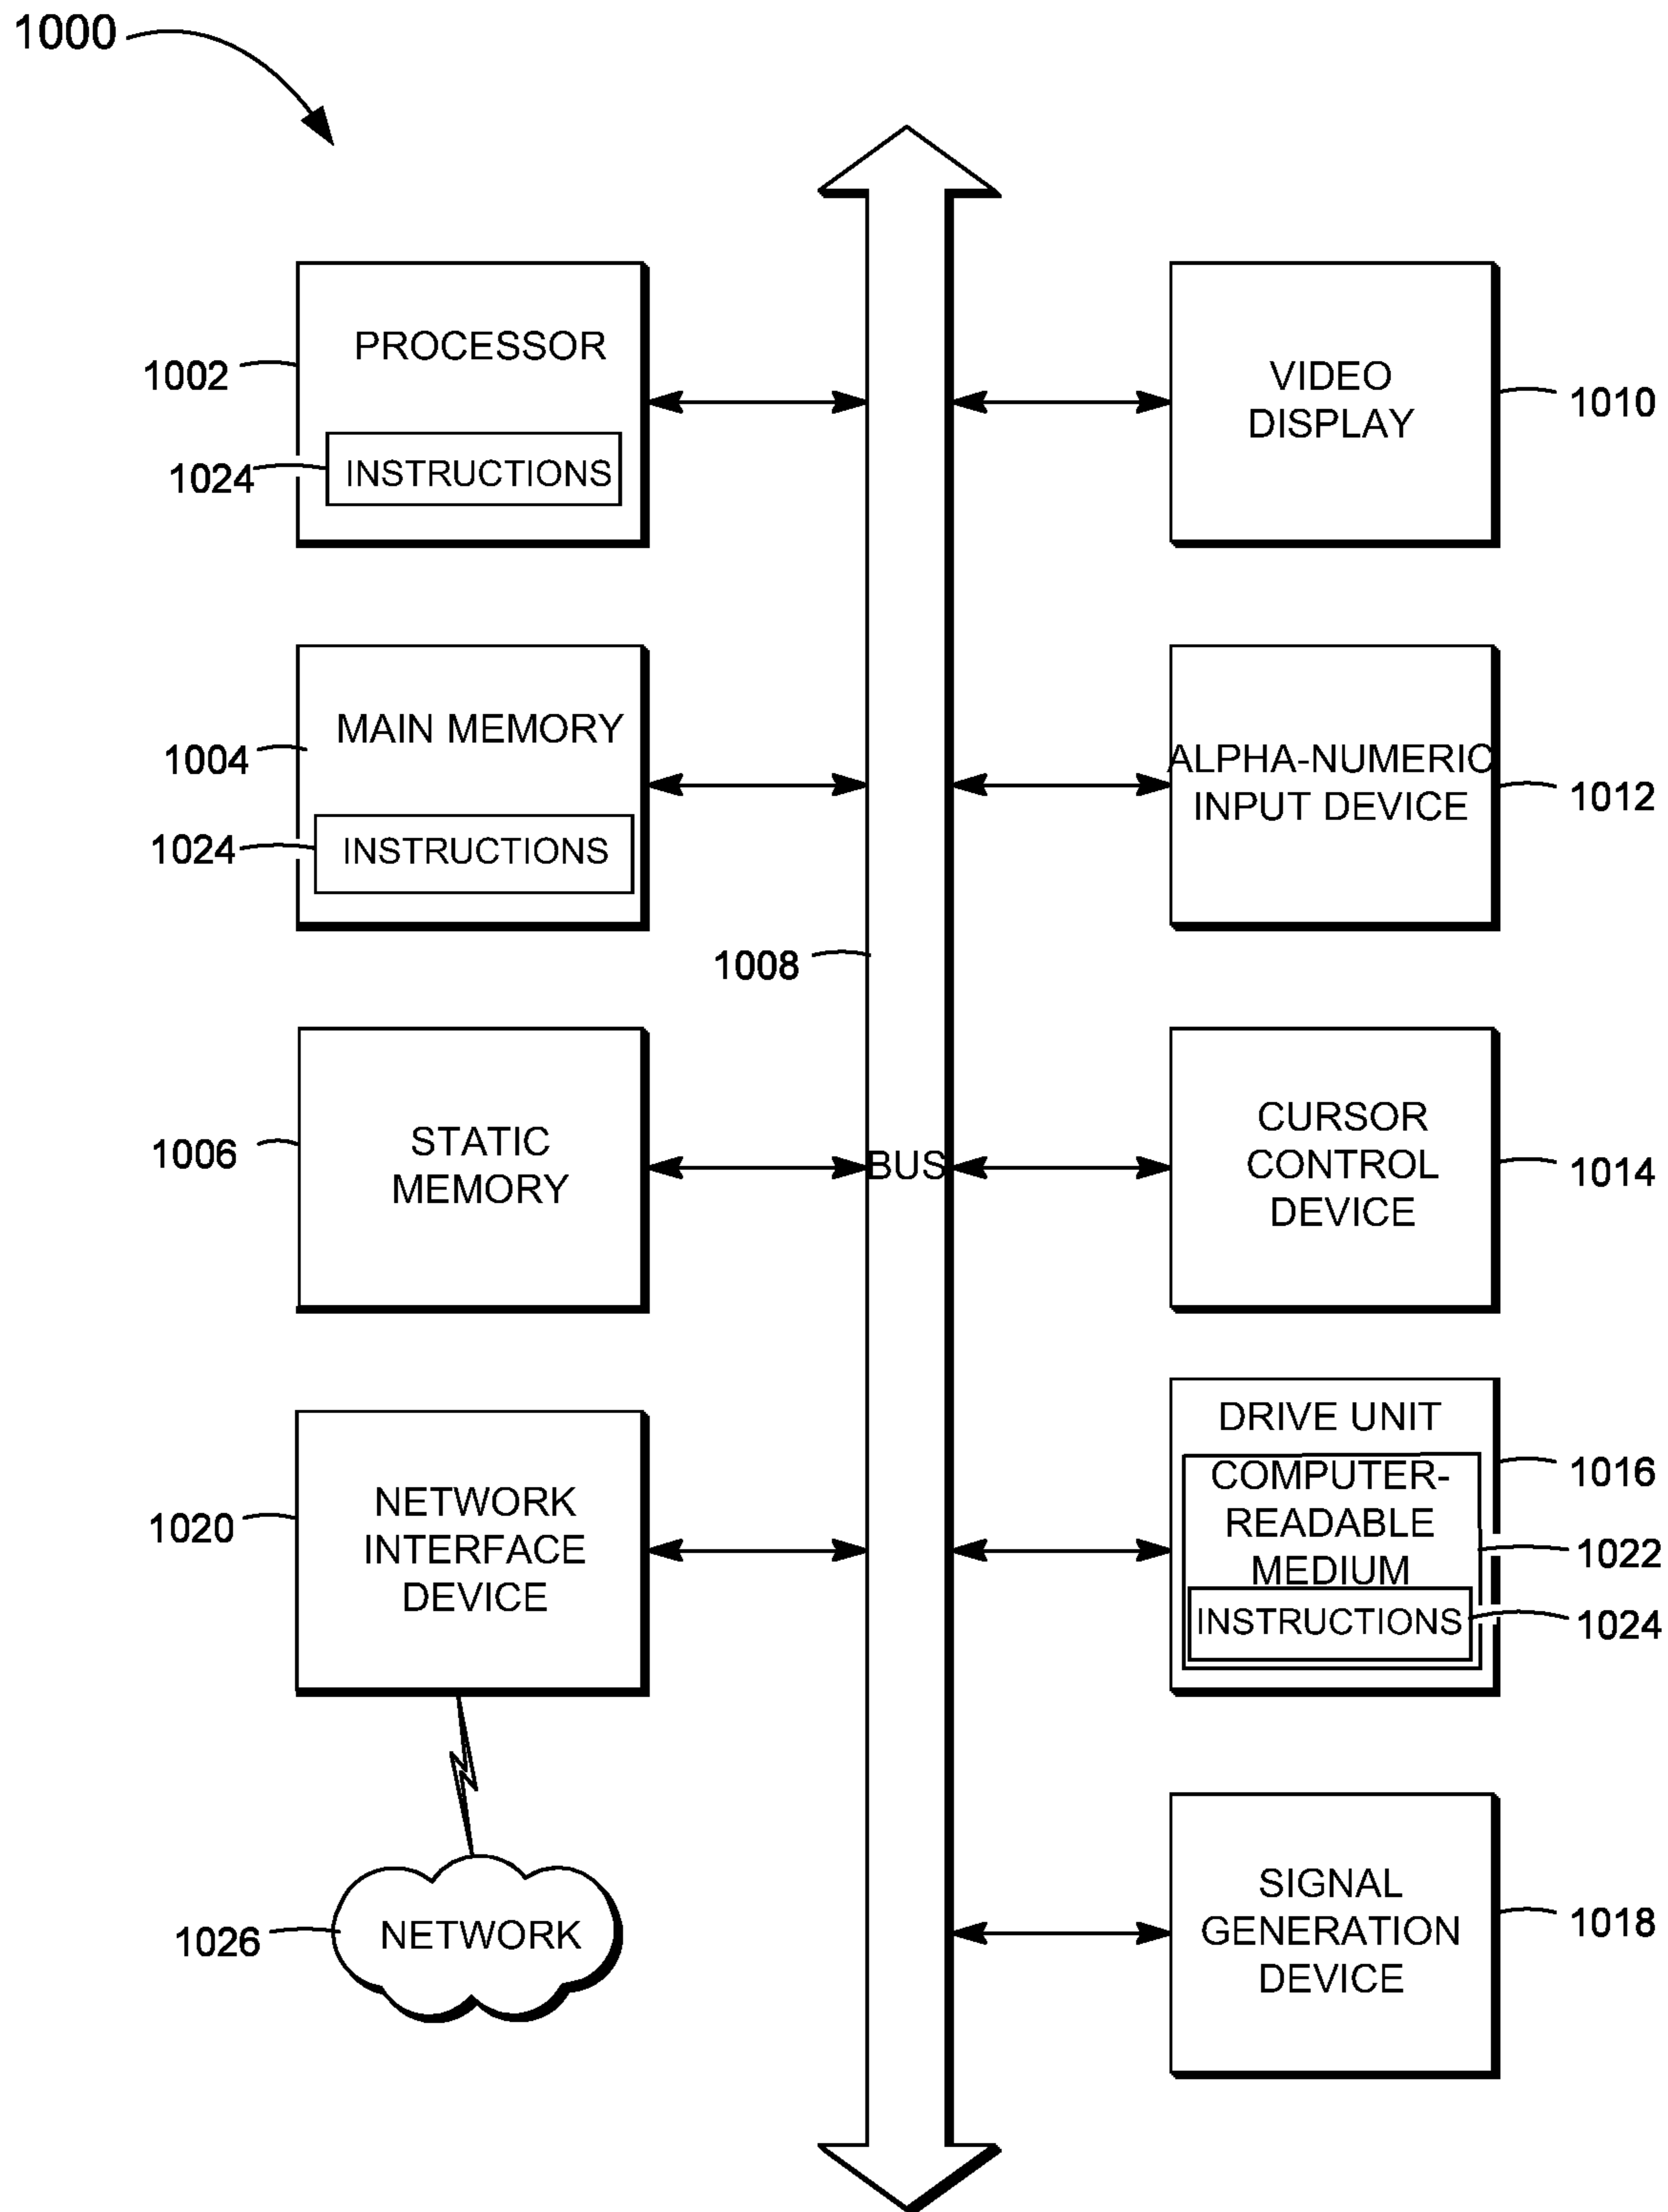 1000
PROCESSOR
1002
1024
INSTRUCTIONS
VIDEO
DISPLAY
1010
MAIN MEMORY
1004
1024
INSTRUCTIONS
ALPHA-NUMERIC
INPUT DEVICE
1012
1008
STATIC
MEMORY
1006
BUS
CURSOR
CONTROL
DEVICE
1014
NETWORK
INTERFACE
DEVICE
1020
DRIVE UNIT
1016
COMPUTER-
READABLE
MEDIUM
1022
INSTRUCTIONS
1024
NETWORK
1026
SIGNAL
GENERATION
DEVICE
1018